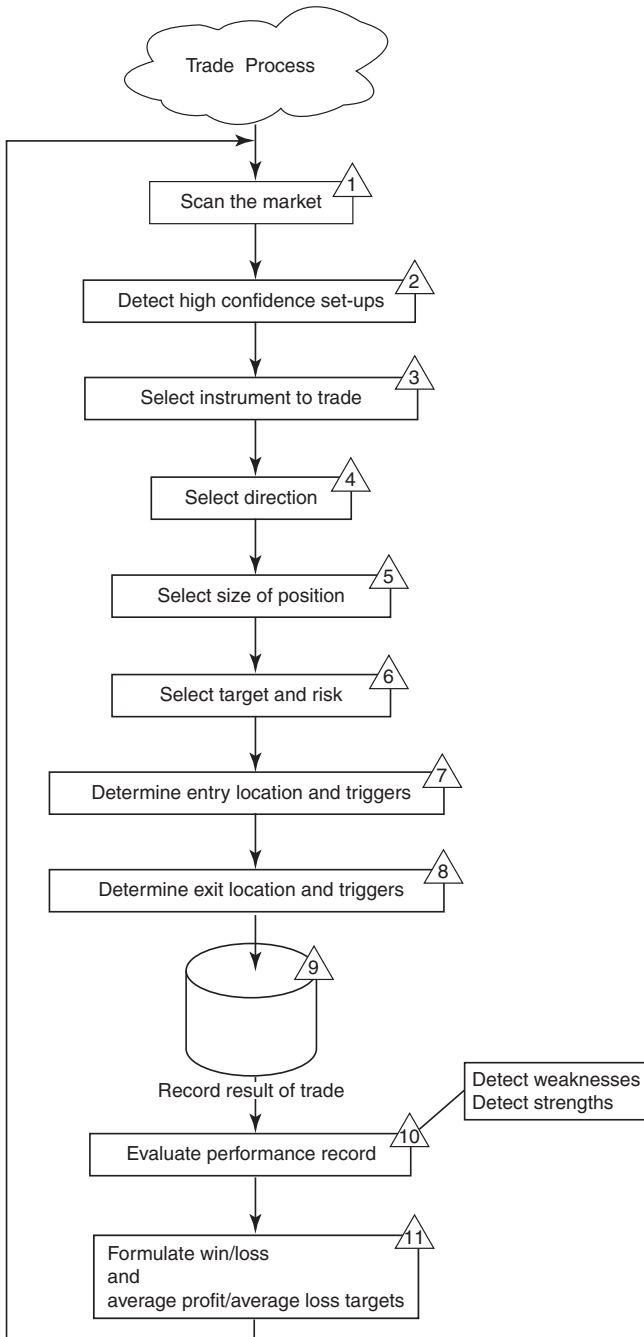 Trade Process
1
Scan the market
2
Detect high confidence set-ups
3
Select instrument to trade
4
Select direction
5
Select size of position
6
Select target and risk
7
Determine entry location and triggers
8
Determine exit location and triggers
9
Record result of trade
Detect weaknesses
Detect strengths
10
Evaluate performance record
11
Formulate win/loss
and
average profit/average loss targets